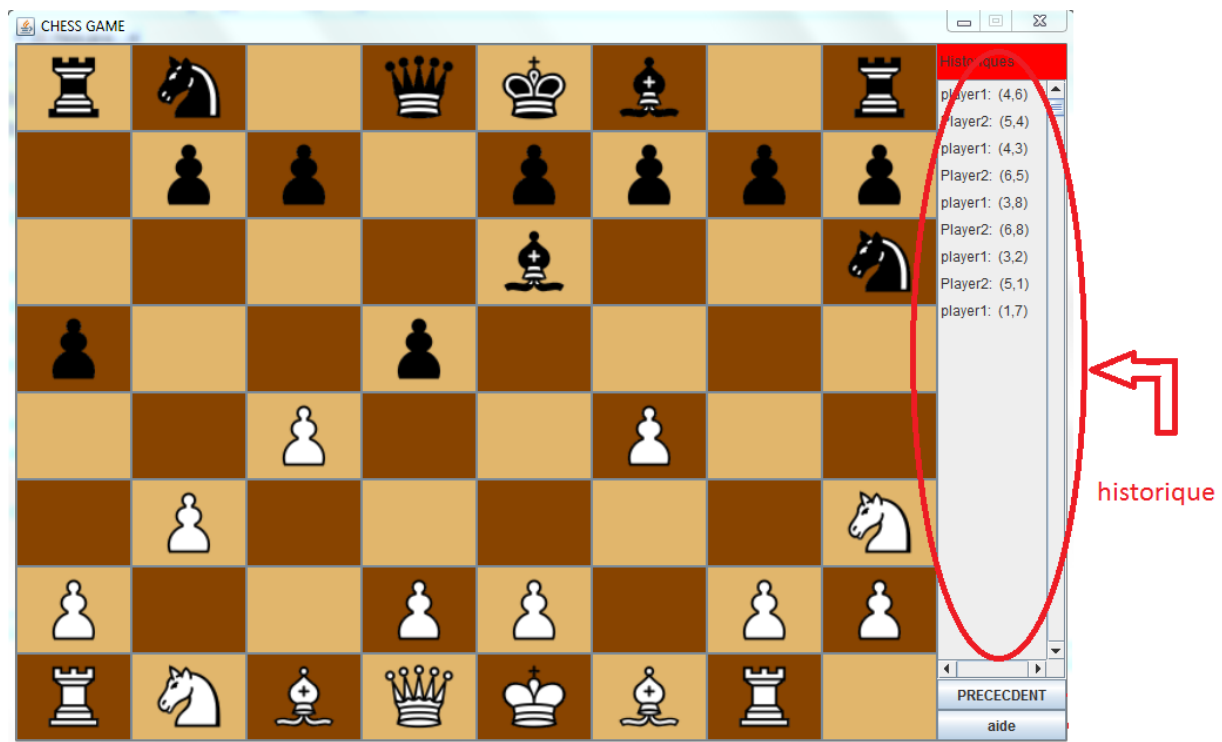 CHESS GAME
Historiques
player1: (4,6)
Player2: (5,4)
player1: (4,3)
Player2: (6,5)
player1: (3,8)
Player2: (6,8)
player1: (3,2)
Player2: (5,1)
player1: (1,7)
historique
PRECECDENT
aide